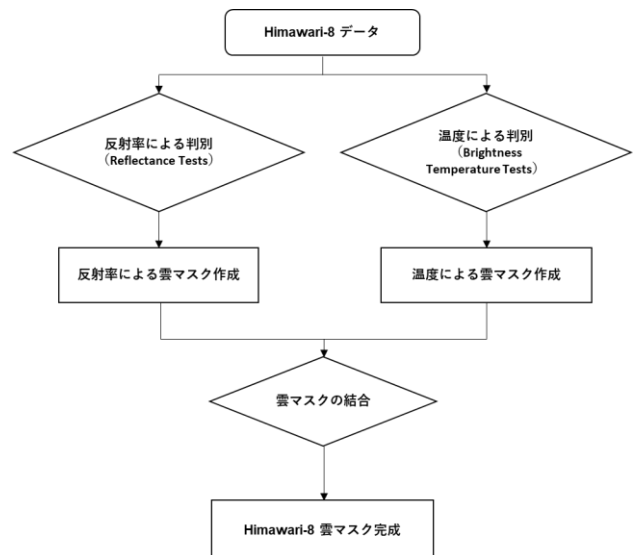 Himawari-8 データ
反射率による判別
（Reflectance Tests）
温度による判別
（Brightness
Temperature Tests）
反射率による雲マスク作成
温度による雲マスク作成
雲マスクの結合
Himawari-8 雲マスク完成